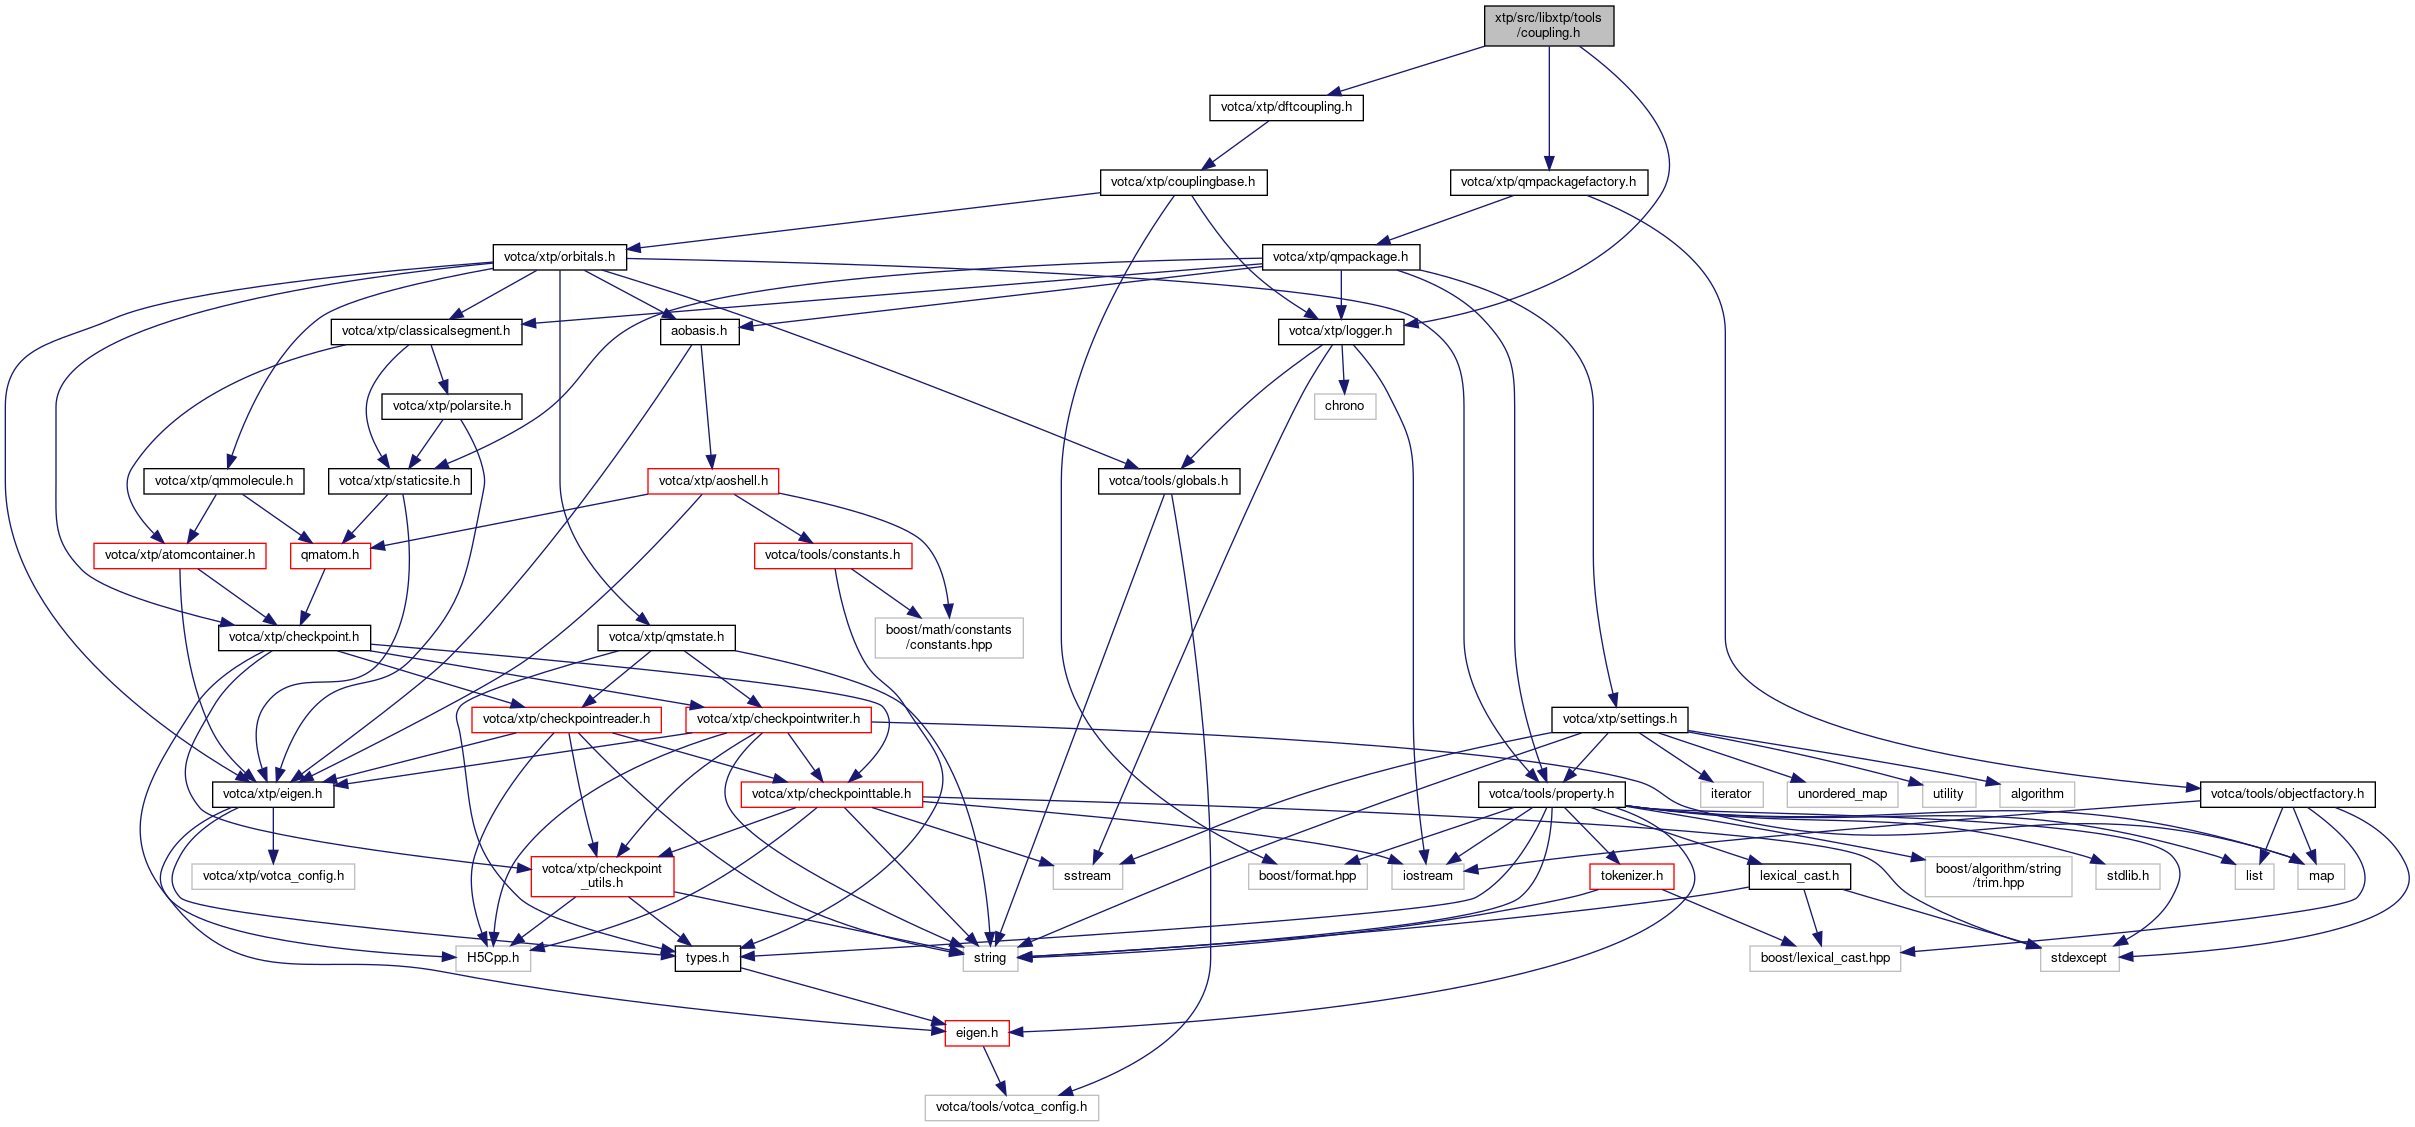 xtp/src/libxtp/tools
/coupling.h
votca/xtp/dftcoupling.h
votca/xtp/couplingbase.h
votca/xtp/qmpackagefactory.h
votca/xtp/orbitals.h
votca/xtp/qmpackage.h
votca/xtp/classicalsegment.h
aobasis.h
votca/xtp/logger.h
votca/xtp/polarsite.h
chrono
votca/xtp/qmmolecule.h
votca/xtp/staticsite.h
votca/xtp/aoshell.h
votca/tools/globals.h
votca/xtp/atomcontainer.h
qmatom.h
votca/tools/constants.h
votca/xtp/checkpoint.h
votca/xtp/qmstate.h
boost/math/constants
/constants.hpp
votca/xtp/checkpointreader.h
votca/xtp/checkpointwriter.h
votca/xtp/settings.h
votca/xtp/eigen.h
votca/xtp/checkpointtable.h
votca/tools/property.h
iterator
unordered_map
utility
algorithm
votca/tools/objectfactory.h
votca/xtp/votca_config.h
votca/xtp/checkpoint
_utils.h
sstream
boost/format.hpp
iostream
tokenizer.h
lexical_cast.h
boost/algorithm/string
/trim.hpp
stdlib.h
list
map
H5Cpp.h
types.h
string
boost/lexical_cast.hpp
stdexcept
eigen.h
votca/tools/votca_config.h